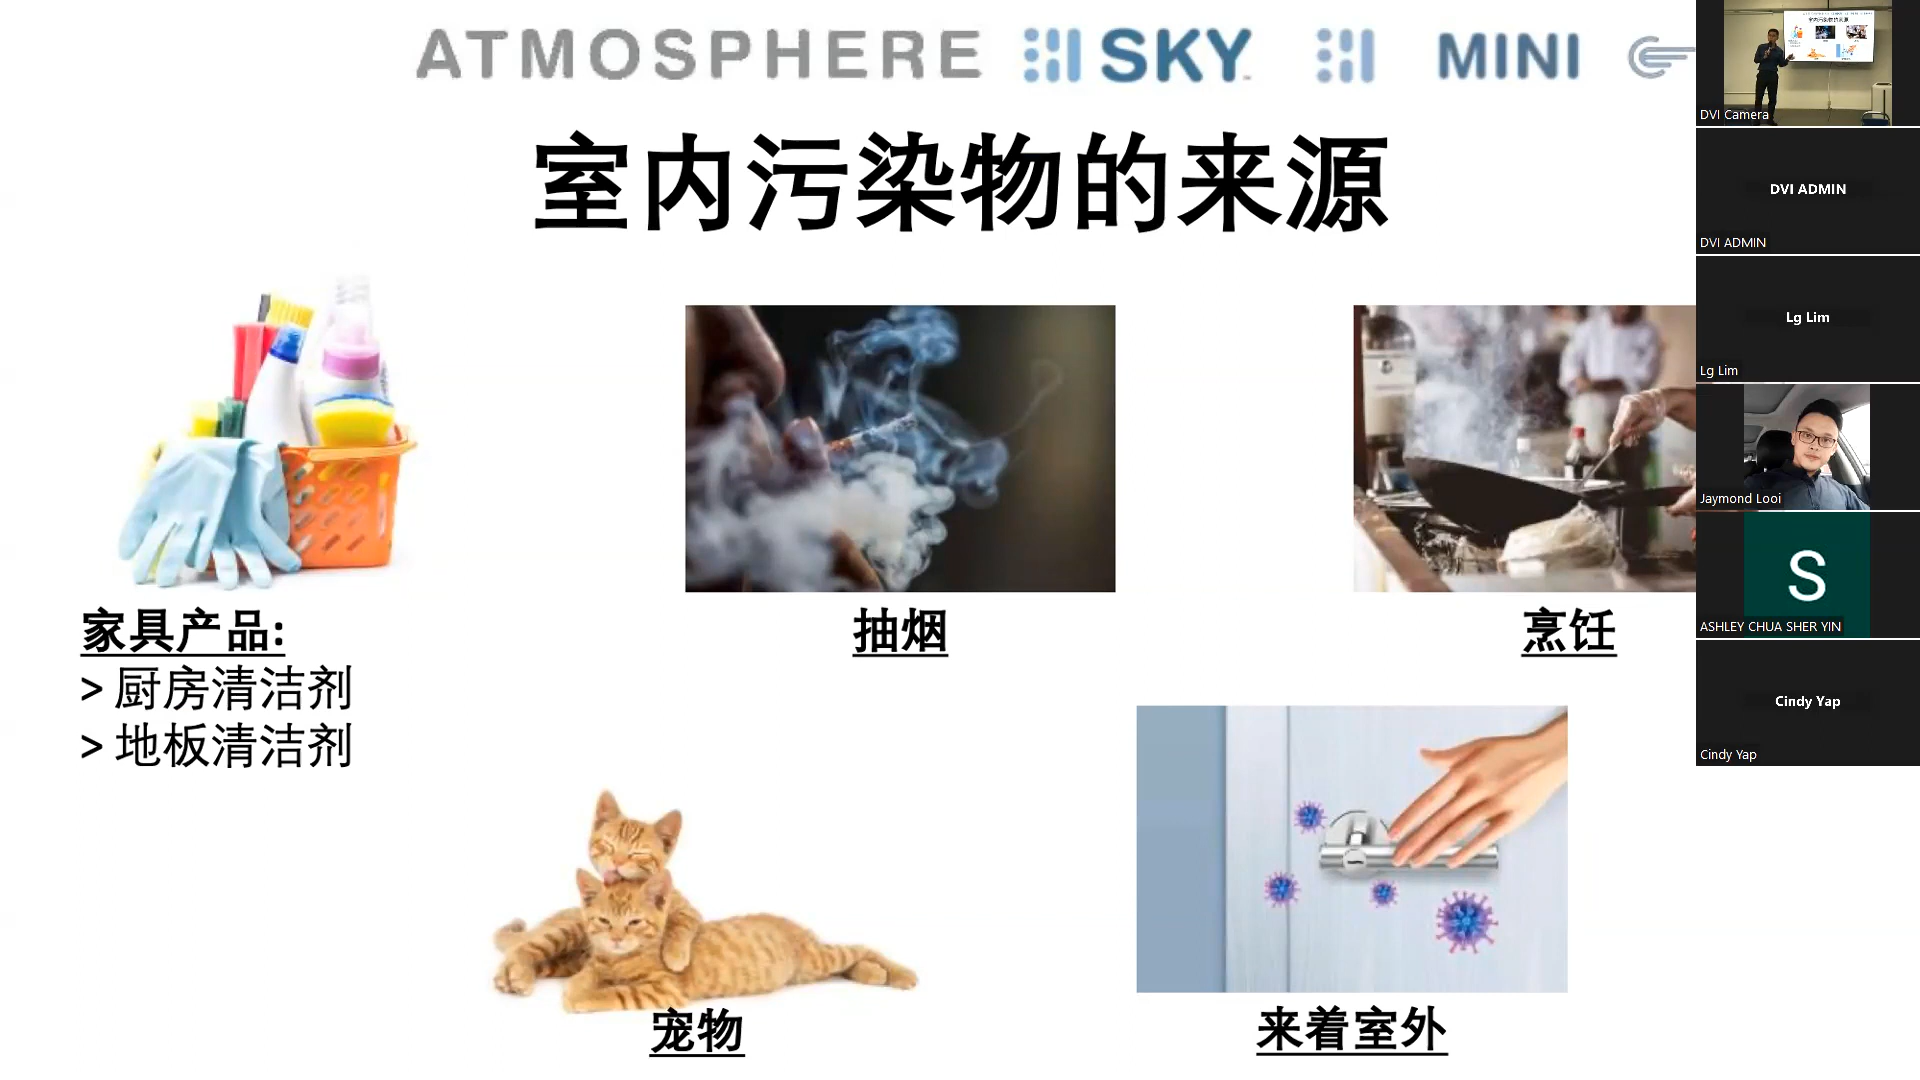 ATMOSPHERE SKY MINI
室内污染物的来源
家具产品:
> 厨房清洁剂
> 地板清洁剂
抽烟
烹饪
宠物
来着室外
DVI Camera
DVI ADMIN
DVI ADMIN
Lg Lim
Lg Lim
Jaymond Looi
S
ASHLEY CHUA SHER YIN
Cindy Yap
Cindy Yap